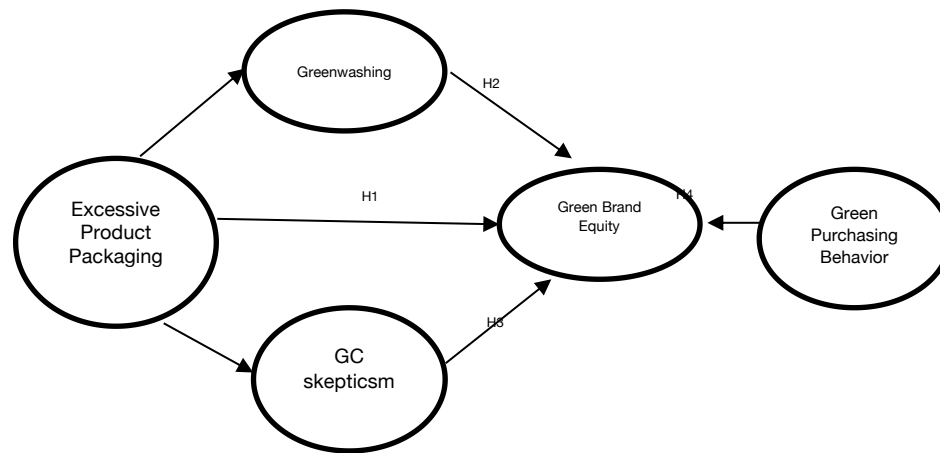 Greenwashing
H2
Excessive
Product
Packaging
H1
Green Brand
Equity
H4
Green
Purchasing
Behavior
H3
GC
skepticsm